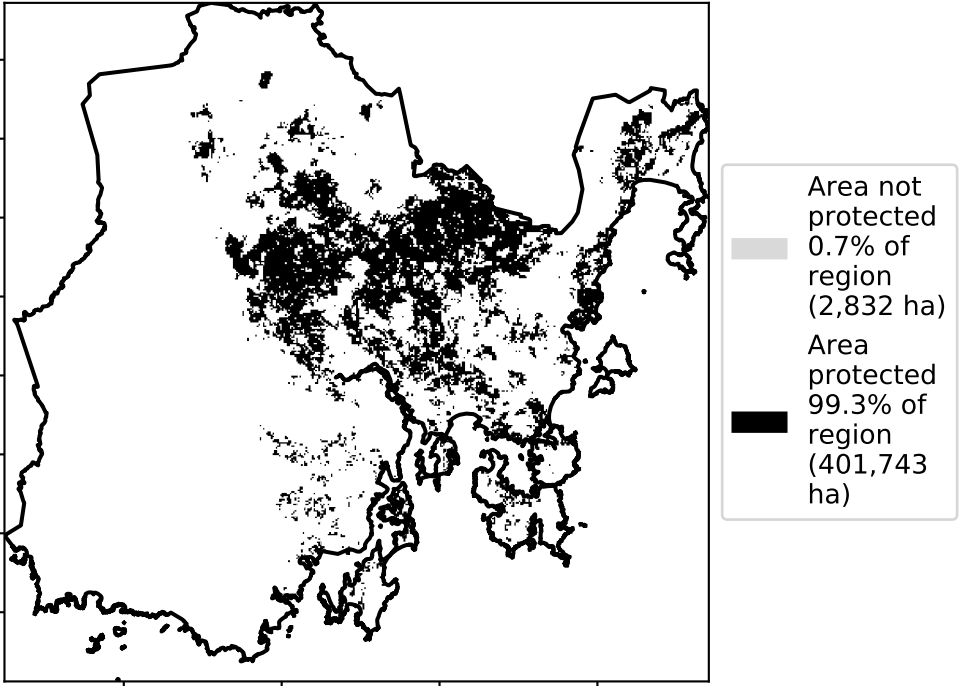 Area not
protected
0.7% of
region
(2,832 ha)
Area
protected
99.3% of
region
(401,743
ha)